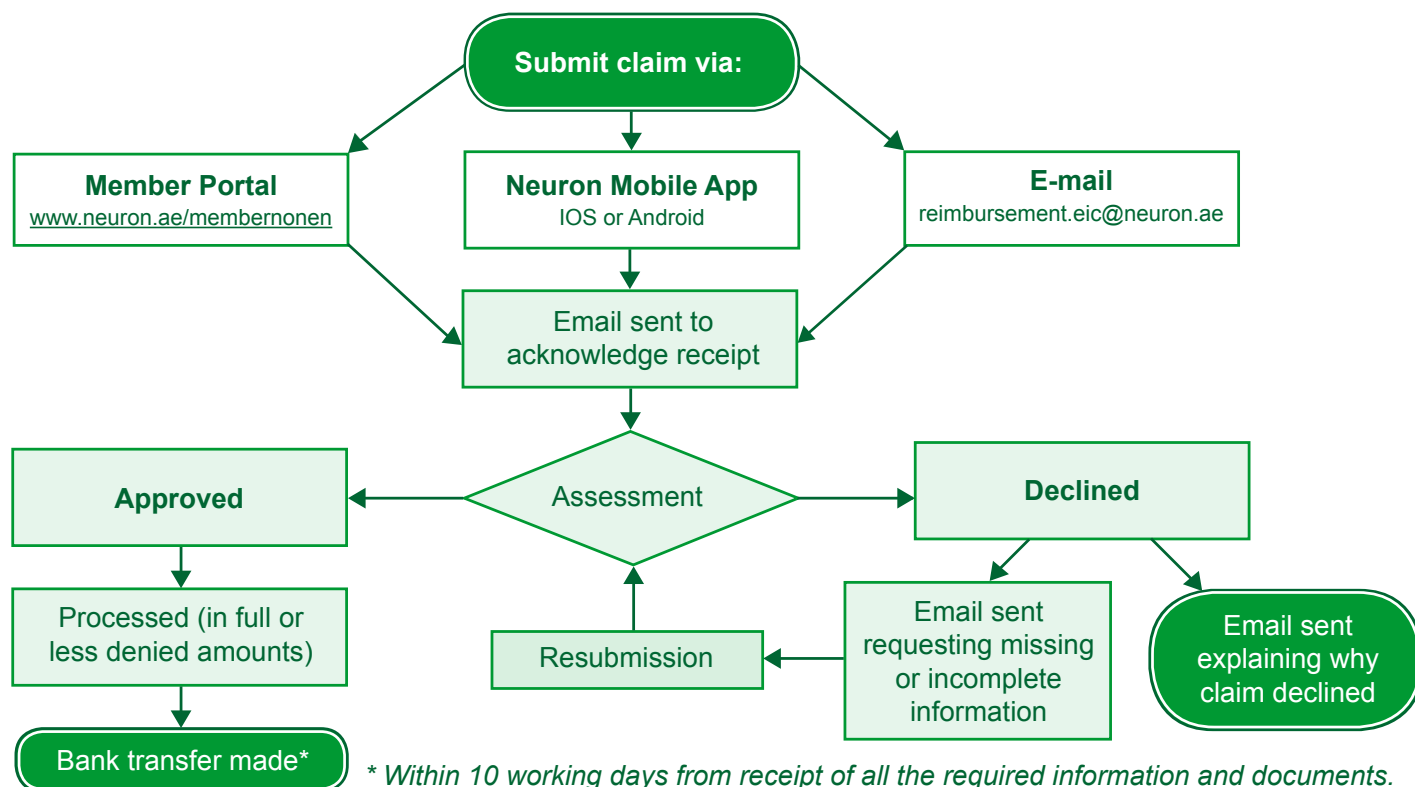 Submit claim via:
Member Portal
www.neuron.ae/membernonen
Neuron Mobile App
IOS or Android
E-mail
reimbursement.eic@neuron.ae
Email sent to
acknowledge receipt
Assessment
Approved
Declined
Processed (in full or
less denied amounts)
Resubmission
Email sent
requesting missing
or incomplete
information
Email sent
explaining why
claim declined
Bank transfer made*
* Within 10 working days from receipt of all the required information and documents.